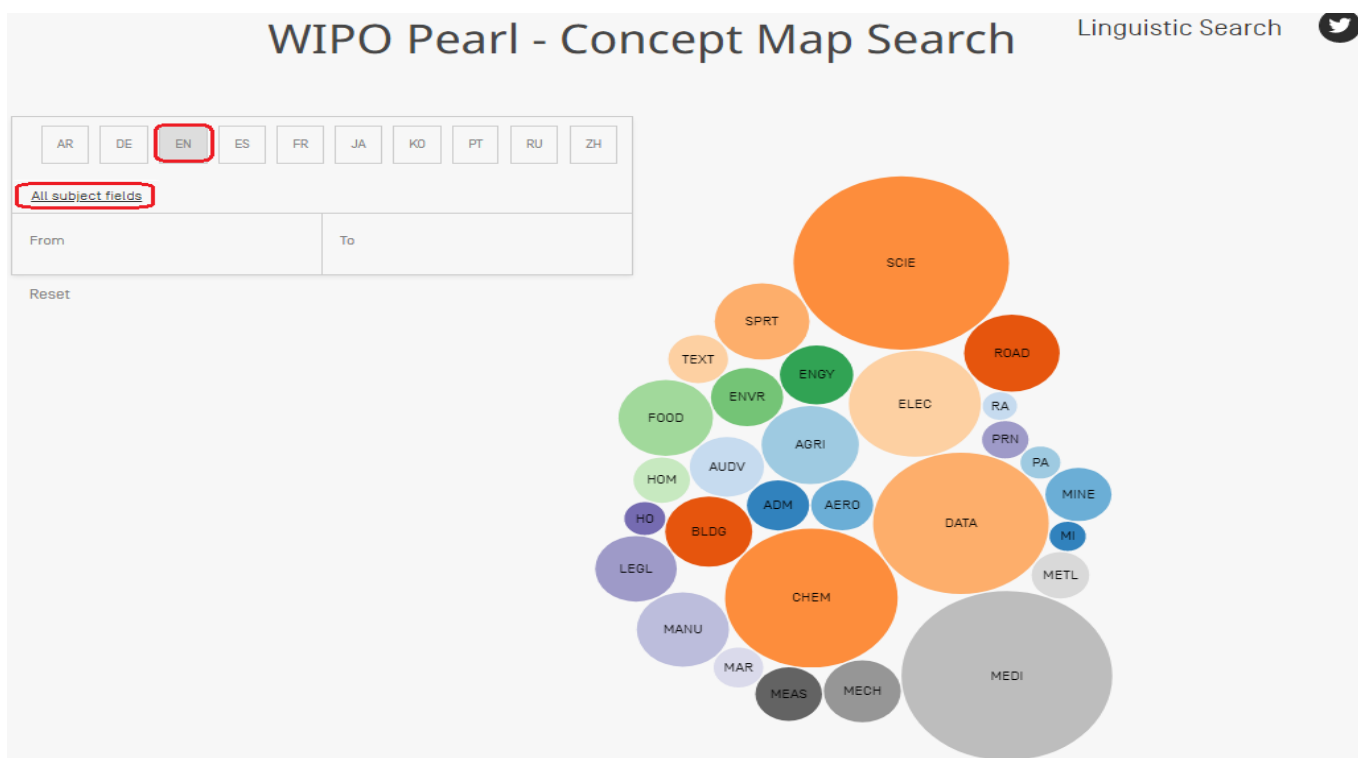 WIPO Pearl - Concept Map Search
Linguistic Search
AR DE EN ES FR JA KO PT RU ZH
All subject fields
From To
Reset
SCIE
SPRT
ROAD
TEXT
ENGY
ENVR
ELEC
RA
FOOD
AGRI
PRN
AUDV
PA
HOM
MINE
ADM
AERO
HO
DATA
BLDG
MI
LEGL
METL
CHEM
MANU
MAR
MEDI
MEAS
MECH